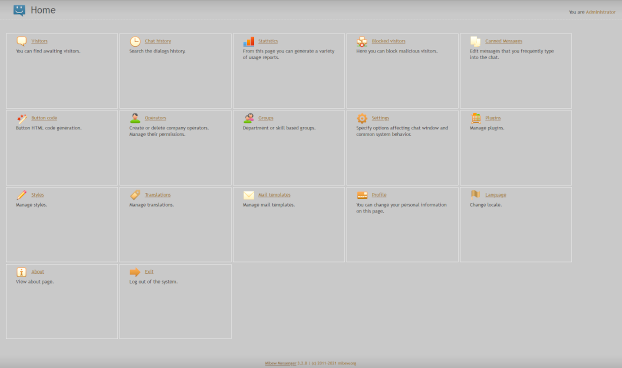 Home
You are Administrator
Visitors
You can find awaiting visitors.
Chat history
Search the dialogs history.
Statistics
From this page you can generate a variety
of usage reports.
Blocked visitors
Here you can block malicious visitors.
Canned Messages
Edit messages that you frequently type
into the chat.
Button code
Button HTML code generation.
Operators
Create or delete company operators.
Manage their permissions.
Groups
Department or skill based groups.
Settings
Specify options affecting chat window and
common system behavior.
Plugins
Manage plugins.
Styles
Manage styles.
Translations
Manage translations.
Mail templates
Manage mail templates.
Profile
You can change your personal information
on this page.
Language
Change locale.
About
View about page.
Exit
Log out of the system.